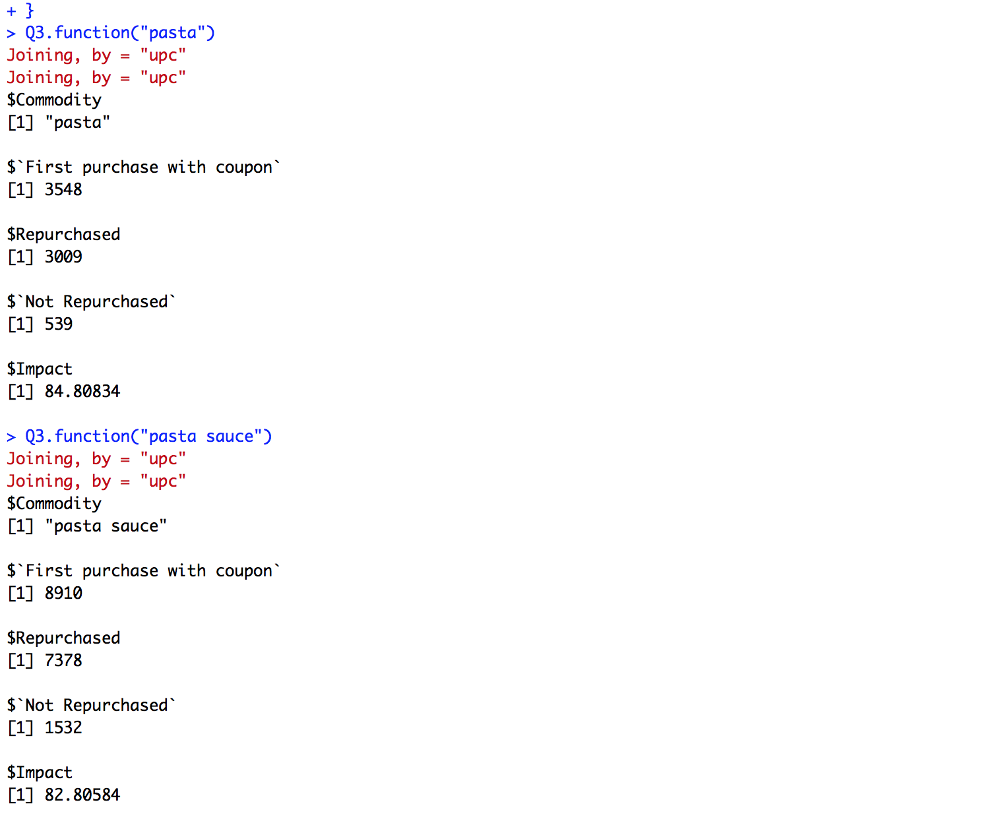 + }
> Q3.function("pasta")
Joining, by = "upc"
Joining, by = "upc"
$Commodity
[1] "pasta"
$`First purchase with coupon`
[1] 3548
$Repurchased
[1] 3009
$`Not Repurchased`
[1] 539
$Impact
[1] 84.80834
> Q3.function("pasta sauce")
Joining, by = "upc"
Joining, by = "upc"
$Commodity
[1] "pasta sauce"
$`First purchase with coupon`
[1] 8910
$Repurchased
[1] 7378
$`Not Repurchased`
[1] 1532
$Impact
[1] 82.80584